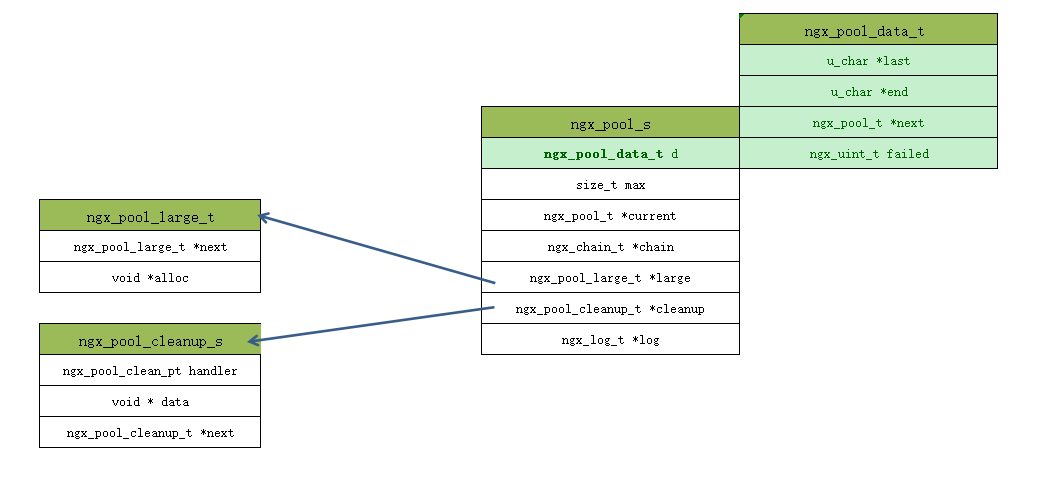 ngx_pool_data_t
u_char *last
u_char *end
ngx_pool_t *next
ngx_uint_t failed
ngx_pool_s
ngx_pool_data_t d
size_t max
ngx_pool_t *current
ngx_chain_t *chain
ngx_pool_large_t *large
ngx_pool_cleanup_t *cleanup
ngx_log_t *log
ngx_pool_large_t
ngx_pool_large_t *next
void *alloc
ngx_pool_cleanup_s
ngx_pool_clean_pt handler
void * data
ngx_pool_cleanup_t *next